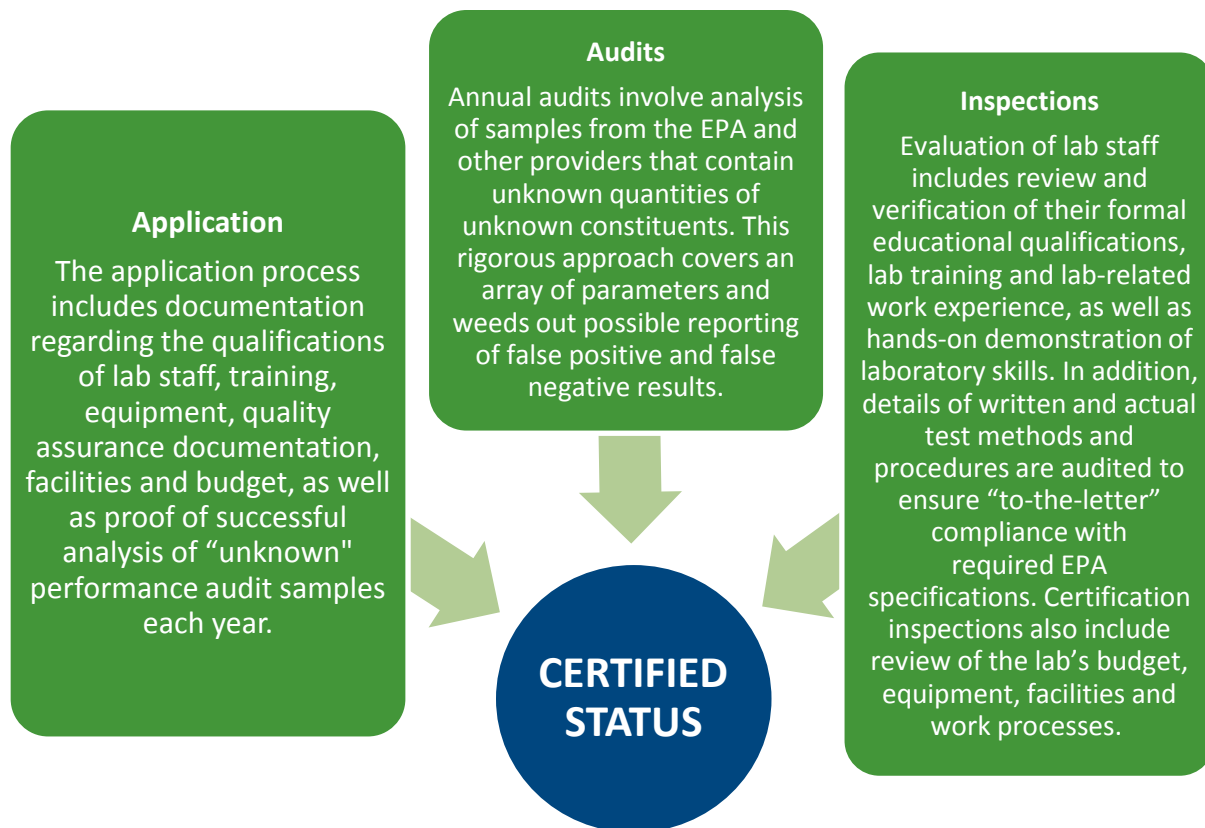 Application
The application process
includes documentation
regarding the qualifications
of lab staff, training,
equipment, quality
assurance documentation,
facilities and budget, as well
as proof of successful
analysis of “unknown"
performance audit samples
each year.
Audits
Annual audits involve analysis
of samples from the EPA and
other providers that contain
unknown quantities of
unknown constituents. This
rigorous approach covers an
array of parameters and
weeds out possible reporting
of false positive and false
negative results.
Inspections
Evaluation of lab staff
includes review and
verification of their formal
educational qualifications,
lab training and lab-related
work experience, as well as
hands-on demonstration of
laboratory skills. In addition,
details of written and actual
test methods and
procedures are audited to
ensure “to-the-letter”
compliance with
required EPA
specifications. Certification
inspections also include
review of the lab’s budget,
equipment, facilities and
work processes.
CERTIFIED
STATUS